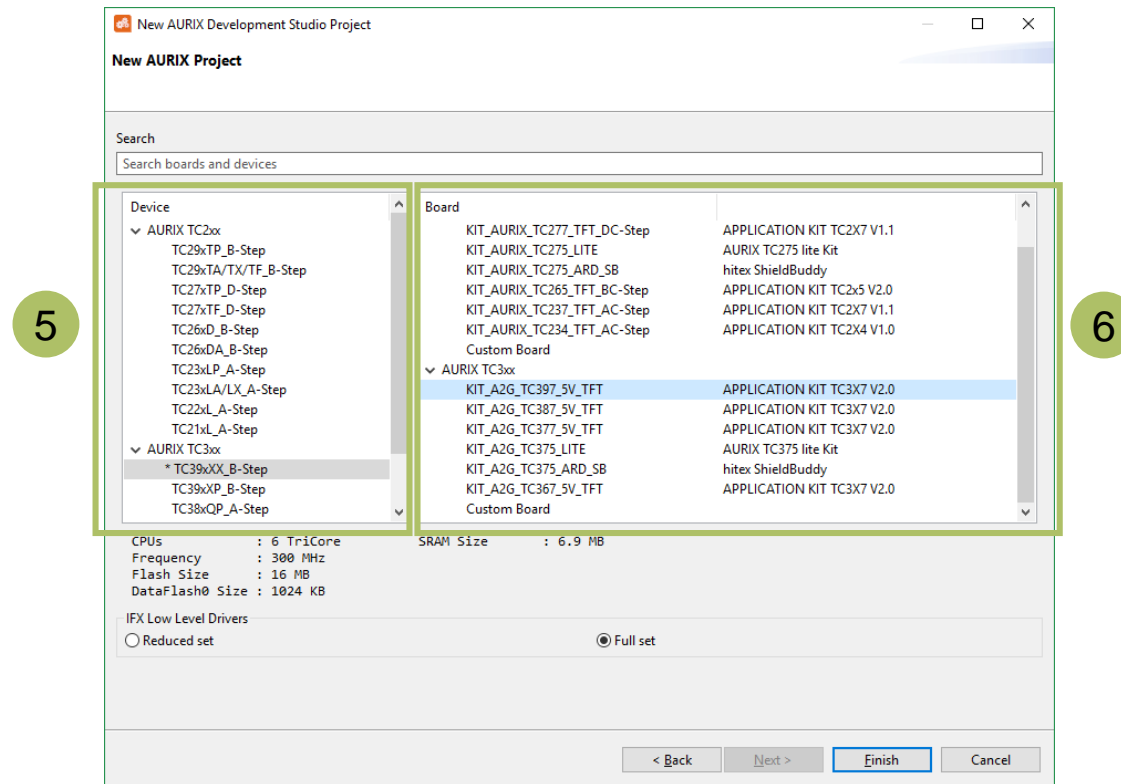 New AURIX Development Studio Project
New AURIX Project
Search
Search boards and devices
5
Device
AURIX TC2xx
TC29xTP_B-Step
TC29xTA/TX/TF_B-Step
TC27xTP_D-Step
TC27xTF_D-Step
TC26xD_B-Step
TC26xDA_B-Step
TC23xLP_A-Step
TC23xLA/LX_A-Step
TC22xL_A-Step
TC21xL_A-Step
AURIX TC3xx
* TC39xXX_B-Step
TC39xXP_B-Step
TC38xQP_A-Step
Board
KIT_AURIX_TC277_TFT_DC-Step APPLICATION KIT TC2X7 V1.1
KIT_AURIX_TC275_LITE AURIX TC275 lite Kit
KIT_AURIX_TC275_ARD_SB hitex ShieldBuddy
KIT_AURIX_TC265_TFT_BC-Step APPLICATION KIT TC2x5 V2.0
KIT_AURIX_TC237_TFT_AC-Step APPLICATION KIT TC2X7 V1.1
KIT_AURIX_TC234_TFT_AC-Step APPLICATION KIT TC2X4 V1.0
Custom Board
AURIX TC3xx
KIT_A2G_TC397_5V_TFT APPLICATION KIT TC3X7 V2.0
KIT_A2G_TC387_5V_TFT APPLICATION KIT TC3X7 V2.0
KIT_A2G_TC377_5V_TFT APPLICATION KIT TC3X7 V2.0
KIT_A2G_TC375_LITE AURIX TC375 lite Kit
KIT_A2G_TC375_ARD_SB hitex ShieldBuddy
KIT_A2G_TC367_5V_TFT APPLICATION KIT TC3X7 V2.0
Custom Board
6
CPUs : 6 TriCore SRAM Size : 6.9 MB
Frequency : 300 MHz
Flash Size : 16 MB
DataFlash0 Size : 1024 KB
IFX Low Level Drivers
Reduced set Full set
< Back Next > Finish Cancel